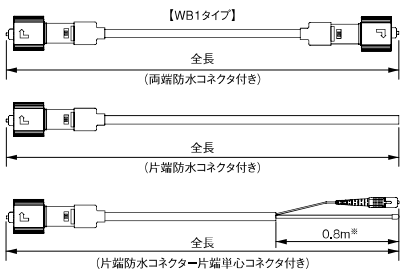 【WB1タイプ】
全長
(両端防水コネクタ付き)
全長
(片端防水コネクタ付き)
0.8m※
全長
(片端防水コネクター片端単心コネクタ付き)